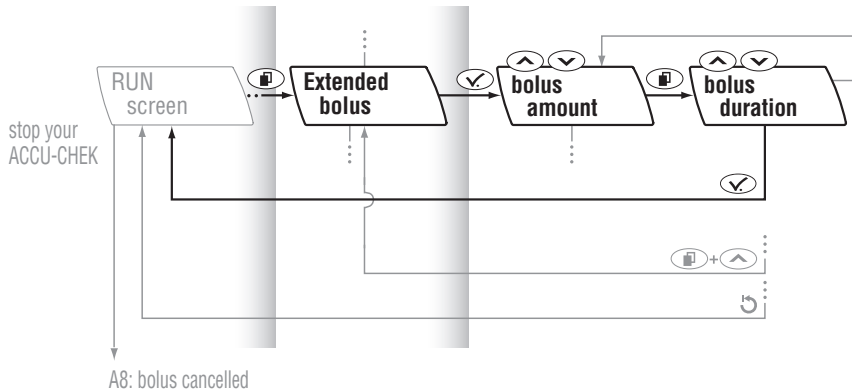 RUN
screen
Extended
bolus
bolus
amount
bolus
duration
stop your
ACCU-CHEK
+
A8: bolus cancelled